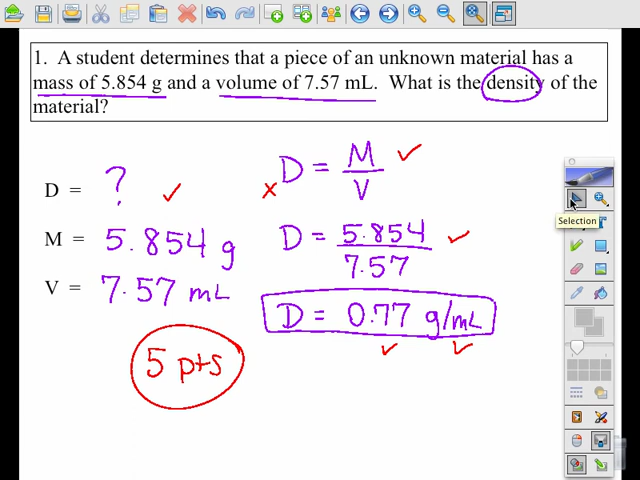 1. A student determines that a piece of an unknown material has a
mass of 5.854 g and a volume of 7.57 mL. What is the density of the
material?
D = ?
M = 5.854 g
V = 7.57 mL
D = M
V
D = 5.854
7.57
D = 0.77 g/mL
5 pts
Selection
T